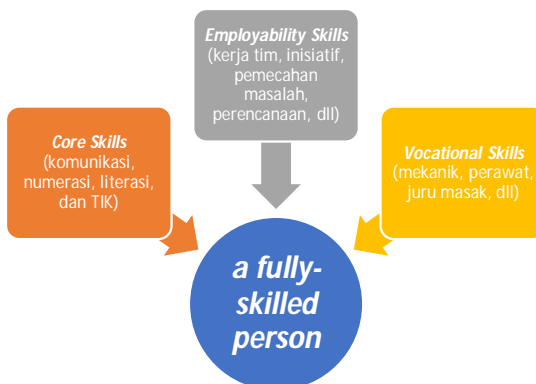 Employability Skills
(kerja tim, inisiatif,
pemecahan
masalah,
perencanaan, dll)
Core Skills
(komunikasi,
numerasi, literasi,
dan TIK)
Vocational Skills
(mekanik, perawat,
juru masak, dll)
a fully-
skilled
person